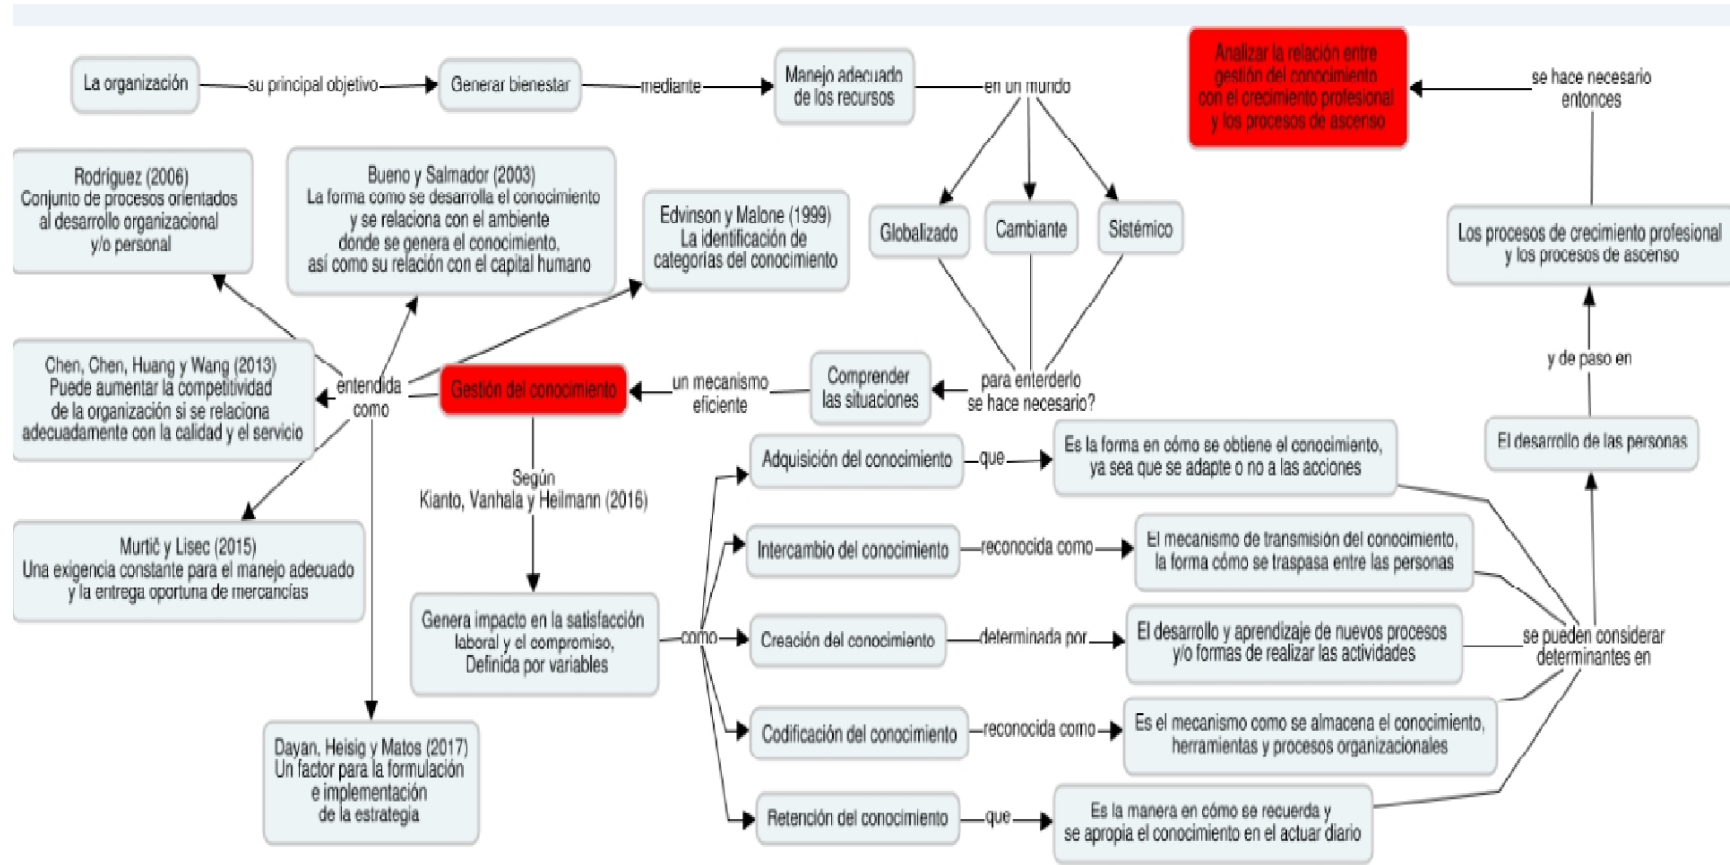 La organización
su principal objetivo
Generar bienestar
mediante
Manejo adecuado
de los recursos
en un mundo
Globalizado
Cambiante
Sistémico
Analizar la relación entre
gestión del conocimiento
con el crecimiento profesional
y los procesos de ascenso
se hace necesario
entonces
Rodríguez (2006)
Conjunto de procesos orientados
al desarrollo organizacional
y/o personal
Bueno y Salmador (2003)
La forma como se desarrolla el conocimiento
y se relaciona con el ambiente
donde se genera el conocimiento,
así como su relación con el capital humano
Edvinson y Malone (1999)
La identificación de
categorías del conocimiento
Los procesos de crecimiento profesional
y los procesos de ascenso
y de paso en
Chen, Chen, Huang y Wang (2013)
Puede aumentar la competitividad
de la organización si se relaciona
adecuadamente con la calidad y el servicio
entendida
como
Gestión del conocimiento
un mecanismo
eficiente
Comprender
las situaciones
para enterderlo
se hace necesario?
El desarrollo de las personas
Según
Kianto, Vanhala y Heilmann (2016)
Adquisición del conocimiento
que
Es la forma en cómo se obtiene el conocimiento,
ya sea que se adapte o no a las acciones
Murtič y Lisec (2015)
Una exigencia constante para el manejo adecuado
y la entrega oportuna de mercancías
Intercambio del conocimiento
reconocida como
El mecanismo de transmisión del conocimiento,
la forma cómo se traspasa entre las personas
Genera impacto en la satisfacción
laboral y el compromiso,
Definida por variables
como
Creación del conocimiento
determinada por
El desarrollo y aprendizaje de nuevos procesos
y/o formas de realizar las actividades
se pueden considerar
determinantes en
Codificación del conocimiento
reconocida como
Es el mecanismo como se almacena el conocimiento,
herramientas y procesos organizacionales
Dayan, Heisig y Matos (2017)
Un factor para la formulación
e implementación
de la estrategia
Retención del conocimiento
que
Es la manera en cómo se recuerda y
se apropia el conocimiento en el actuar diario